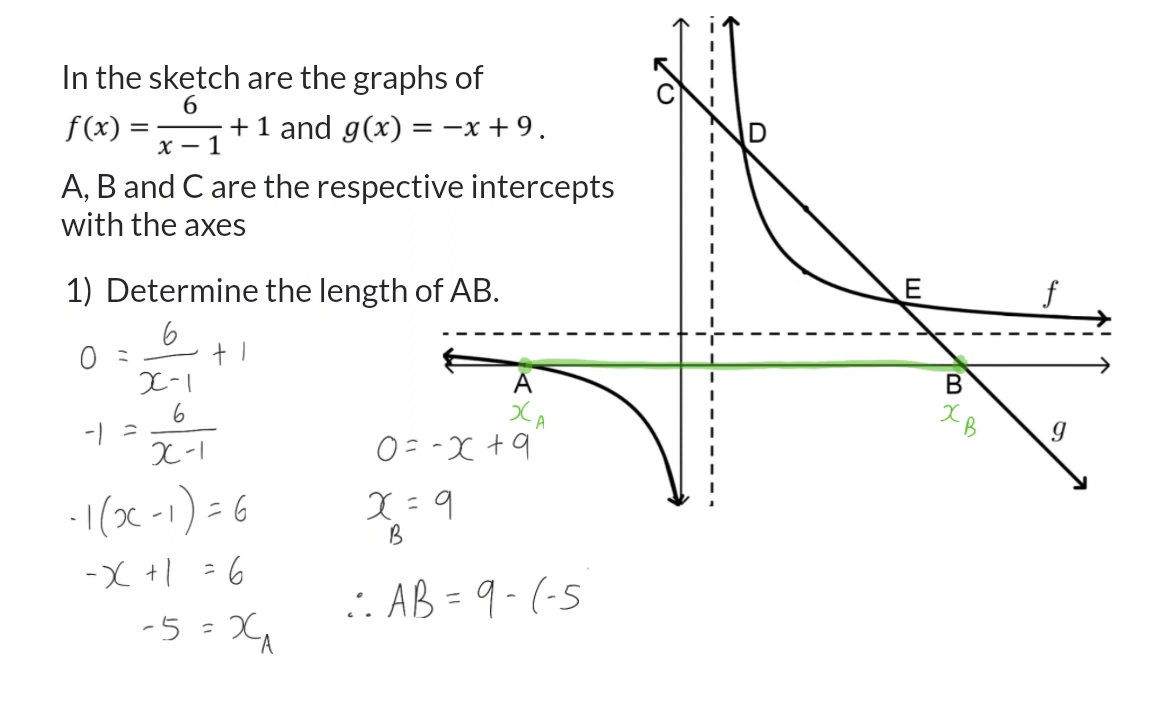 In the sketch are the graphs of
f(x) = 6/(x − 1) + 1 and g(x) = −x + 9.
A, B and C are the respective intercepts
with the axes
1) Determine the length of AB.
0 = 6/(x-1) + 1
-1 = 6/(x-1)
-1(x-1) = 6
-x +1 = 6
-5 = x_A
0 = -x + 9
x_B = 9
∴ AB = 9 - (-5
C
D
E
f
A
x_A
B
x_B
g